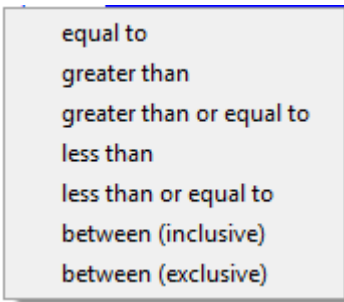 equal to
greater than
greater than or equal to
less than
less than or equal to
between (inclusive)
between (exclusive)